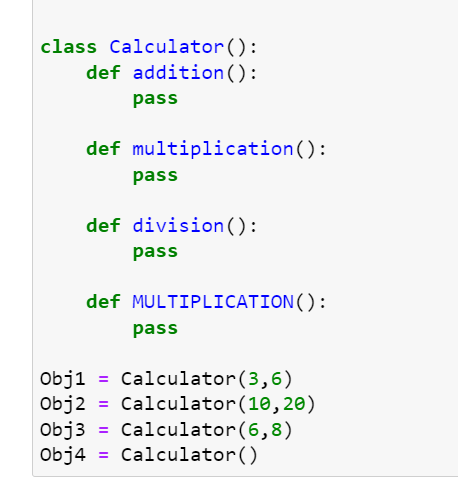 class Calculator():
    def addition():
        pass

    def multiplication():
        pass

    def division():
        pass

    def MULTIPLICATION():
        pass

Obj1 = Calculator(3,6)
Obj2 = Calculator(10,20)
Obj3 = Calculator(6,8)
Obj4 = Calculator()